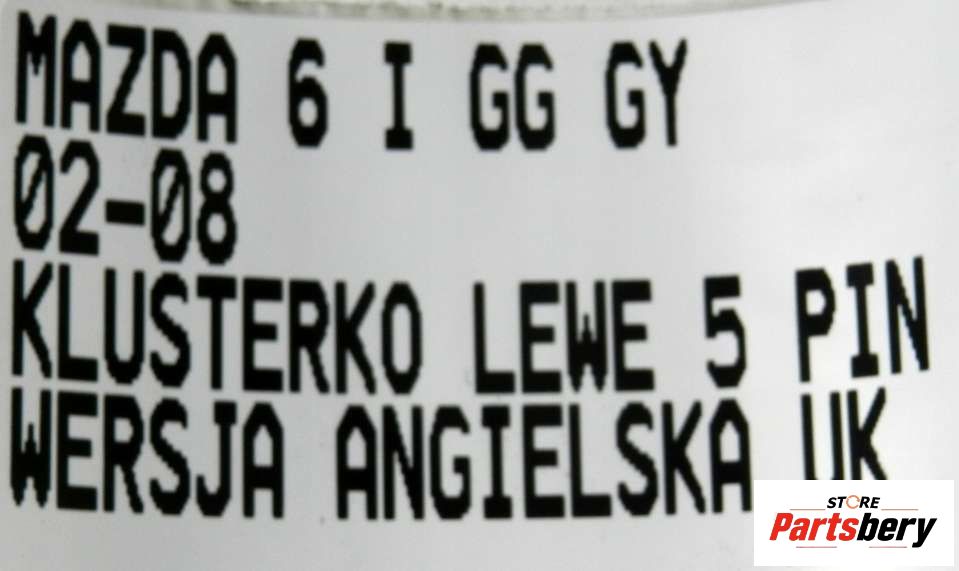 MAZDA 6 I GG GY
02-08
KLUSTERKO LEWE 5 PIN
WERSJA ANGIELSKA UK
STORE
Partsbery